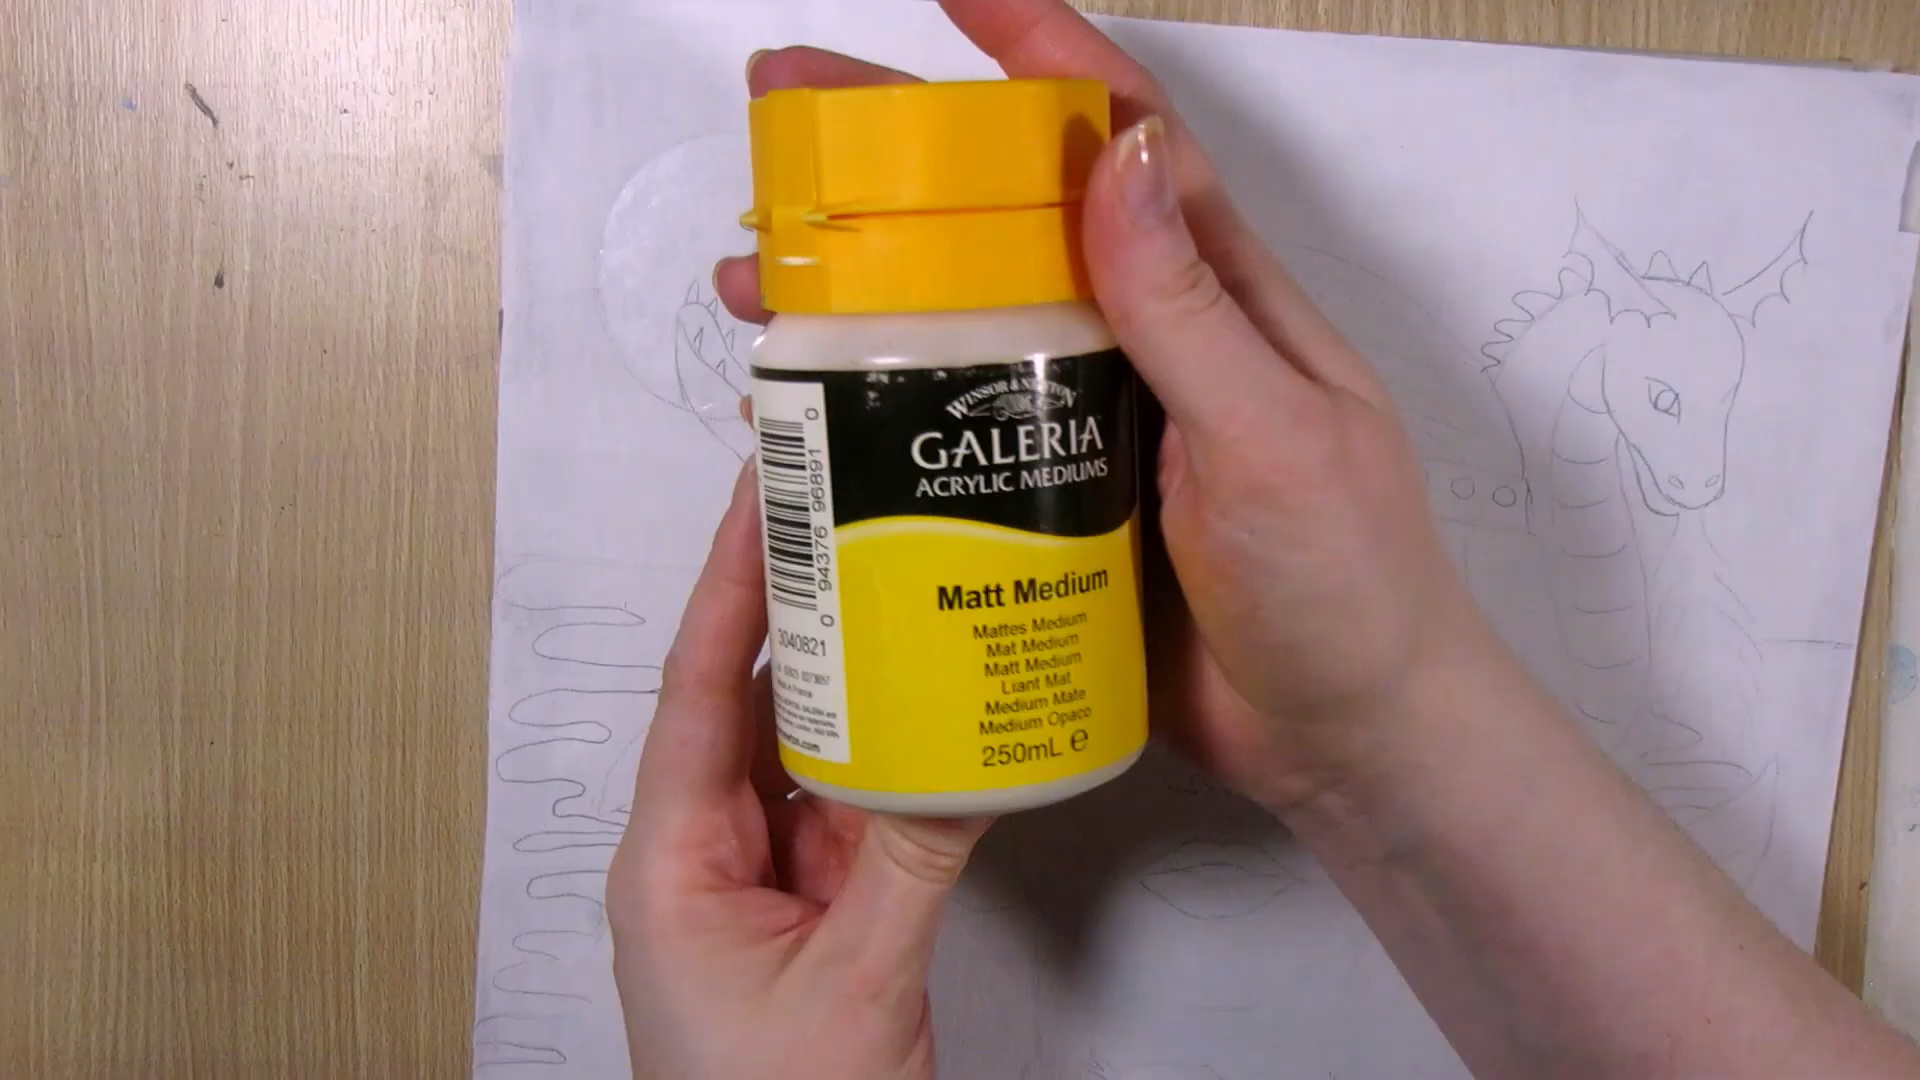 WINSOR & NEWTON
GALERIA
ACRYLIC MEDIUMS
Matt Medium
Mattes Medium
Mat Medium
Matt Medium
Liant Mat
Medium Mate
Medium Opaco
250mL e
0 94376 96891 0
3040821